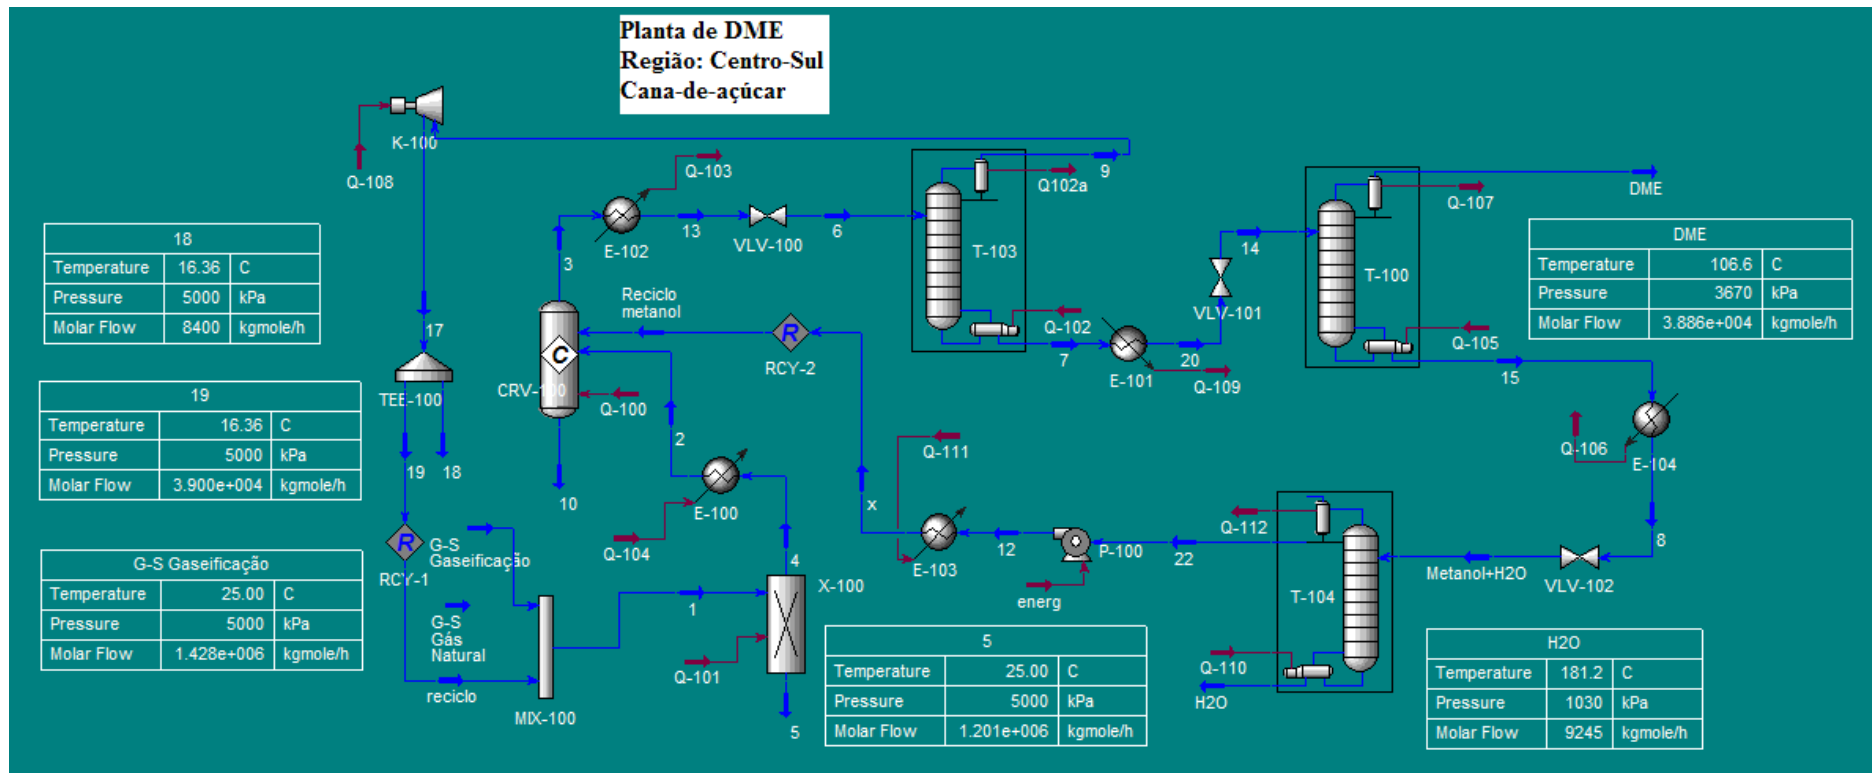 Planta de DME
Região: Centro-Sul
Cana-de-açúcar
K-100
Q-108
Q-103
E-102
13
VLV-100
6
3
Q102a
9
T-103
Q-102
7
E-101
20
Q-109
VLV-101
14
Q-107
DME
T-100
Q-105
15
18
Temperature 16.36 C
Pressure 5000 kPa
Molar Flow 8400 kgmole/h
17
TEE-100
19
18
19
Temperature 16.36 C
Pressure 5000 kPa
Molar Flow 3.900e+004 kgmole/h
Reciclo
metanol
RCY-2
CRV-100
Q-100
2
10
E-100
Q-104
4
x
Q-111
E-103
12
P-100
energ
22
DME
Temperature 106.6 C
Pressure 3670 kPa
Molar Flow 3.886e+004 kgmole/h
Q-106
E-104
8
VLV-102
Metanol+H2O
Q-112
T-104
Q-110
H2O
RCY-1
G-S
Gaseificação
G-S
Gás
Natural
reciclo
MIX-100
1
Q-101
X-100
5
G-S Gaseificação
Temperature 25.00 C
Pressure 5000 kPa
Molar Flow 1.428e+006 kgmole/h
5
Temperature 25.00 C
Pressure 5000 kPa
Molar Flow 1.201e+006 kgmole/h
H2O
Temperature 181.2 C
Pressure 1030 kPa
Molar Flow 9245 kgmole/h
R
R
C